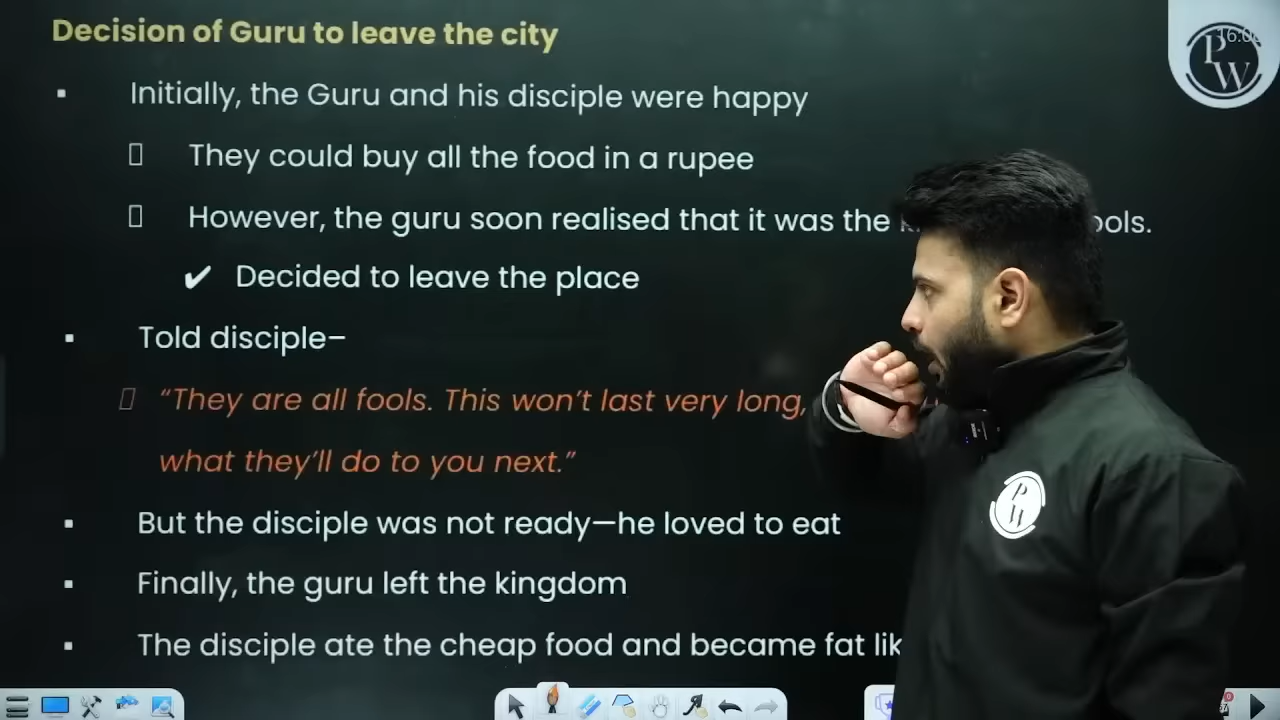 Decision of Guru to leave the city
Initially, the Guru and his disciple were happy
They could buy all the food in a rupee
However, the guru soon realised that it was the
✔ Decided to leave the place
Told disciple–
“They are all fools. This won’t last very long,
what they’ll do to you next.”
But the disciple was not ready—he loved to eat
Finally, the guru left the kingdom
The disciple ate the cheap food and became fat
PW
PW